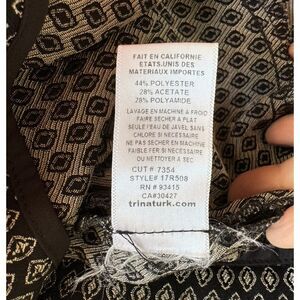 FAIT EN CALIFORNIE
ETATS.UNIS DES
MATERIAUX IMPORTES
44% POLYESTER
28% ACETATE
28% POLYAMIDE
LAVAGE EN MACHINE A FROID
FAIRE SÉCHER A PLAT
SEULE l'EAU DE JAVEL SANS
CHLORE SI NÉCESSAIRE
NE PAS SECHER EN MACHINE
FAIBLE FER SI NECESSAIRE
OU NETTOYER A SEC
CUT # 7354
STYLE# 17R508
RN # 93415
CA#30427
trinaturk.com